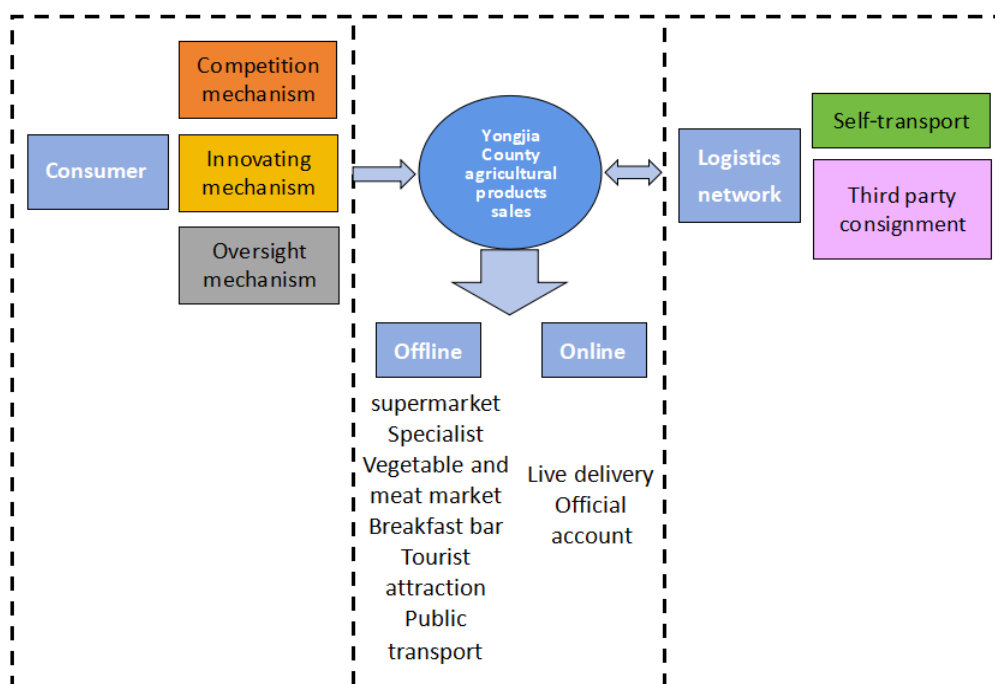 Consumer
Competition
mechanism
Innovating
mechanism
Oversight
mechanism
Yongjia
County
agricultural
products
sales
Offline
supermarket
Specialist
Vegetable and
meat market
Breakfast bar
Tourist
attraction
Public
transport
Online
Live delivery
Official
account
Logistics
network
Self-transport
Third party
consignment